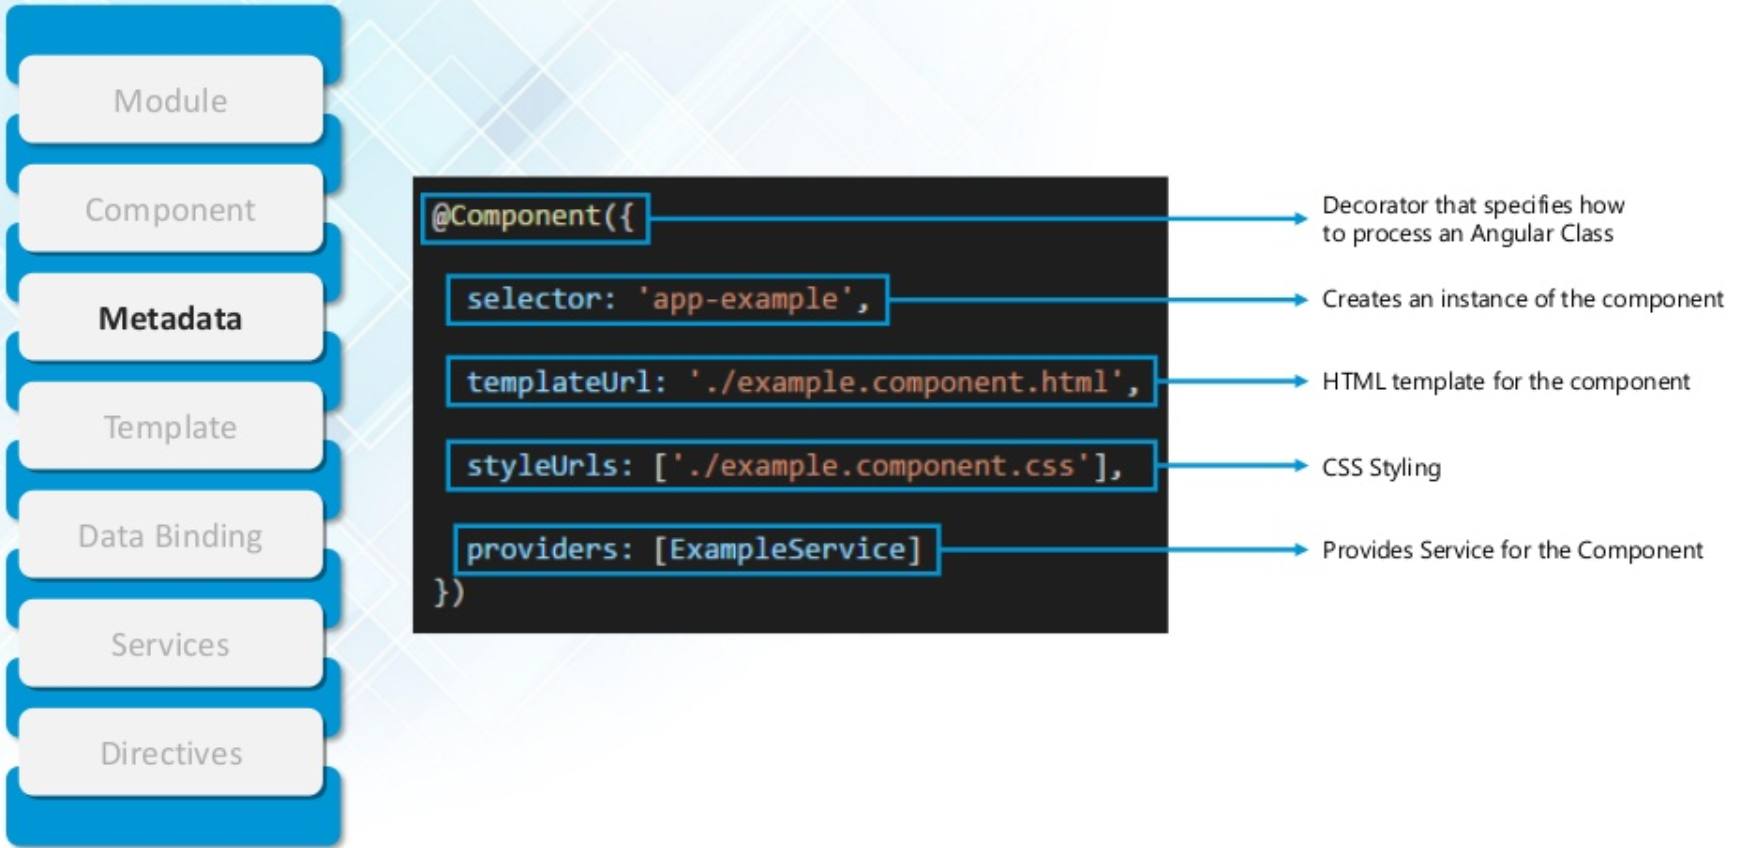 Module
Component
Metadata
Template
Data Binding
Services
Directives
@Component({
selector: 'app-example',
templateUrl: './example.component.html',
styleUrls: ['./example.component.css'],
providers: [ExampleService]
})
Decorator that specifies how
to process an Angular Class
Creates an instance of the component
HTML template for the component
CSS Styling
Provides Service for the Component